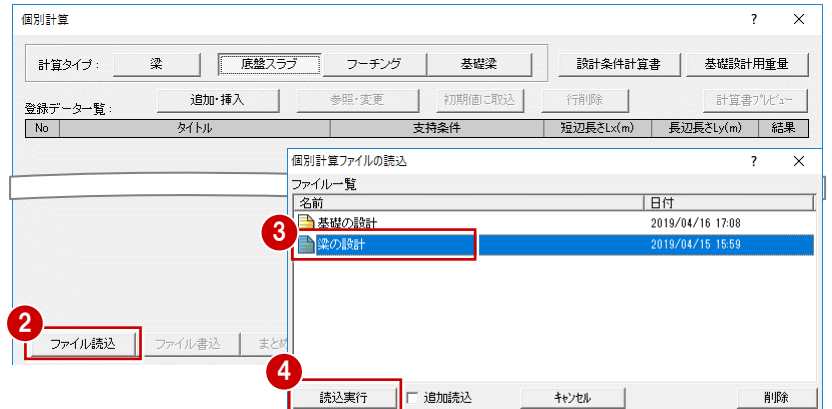 個別計算 ? ×
計算タイプ: 梁 底盤スラブ フーチング 基礎梁 設計条件計算書 基礎設計用重量
登録データ一覧: 追加・挿入 参照・変更 初期値に取込 行削除 計算書プレビュー
No タイトル 支持条件 短辺長さLx(m) 長辺長さLy(m) 結果
個別計算ファイルの読込 ? ×
ファイル一覧
名前 日付
基礎の設計 2019/04/16 17:08
3 梁の設計 2019/04/15 15:59
2
ファイル読込 ファイル書込 まとめ
4
読込実行 追加読込 キャンセル 削除